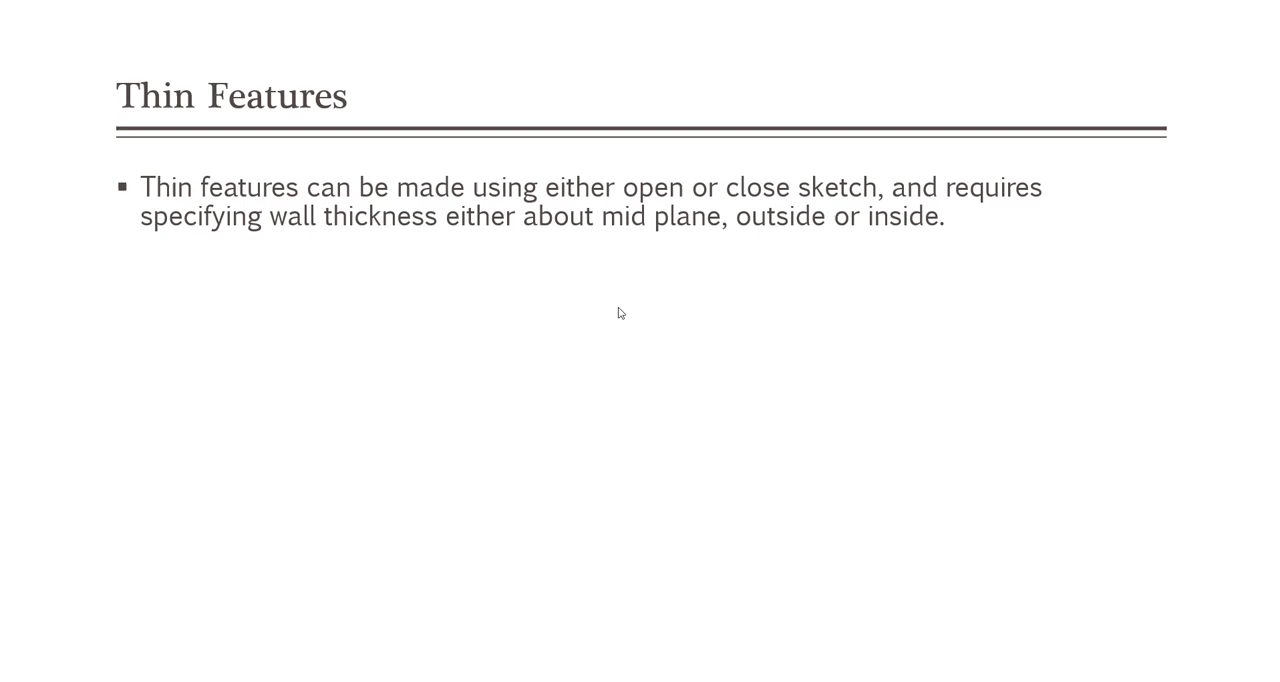 Thin Features
▪ Thin features can be made using either open or close sketch, and requires
specifying wall thickness either about mid plane, outside or inside.